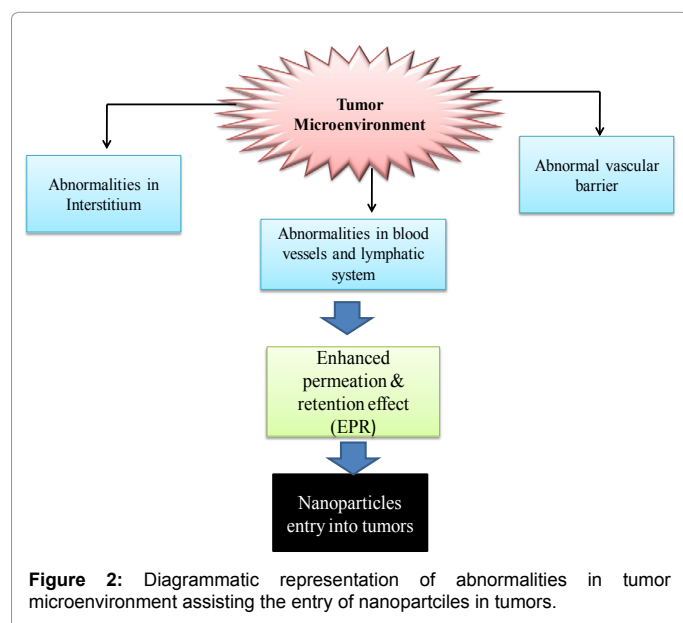 Tumor
Microenvironment
Abnormalities in
Interstitium
Abnormal vascular
barrier
Abnormalities in blood
vessels and lymphatic
system
Enhanced
permeation &
retention effect
(EPR)
Nanoparticles
entry into tumors
Figure 2: Diagrammatic representation of abnormalities in tumor
microenvironment assisting the entry of nanopartciles in tumors.